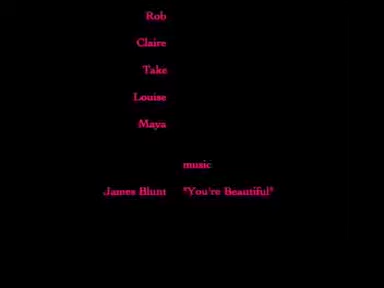 Rob
Claire
Take
Louise
Maya
music
James Blunt "You're Beautiful"